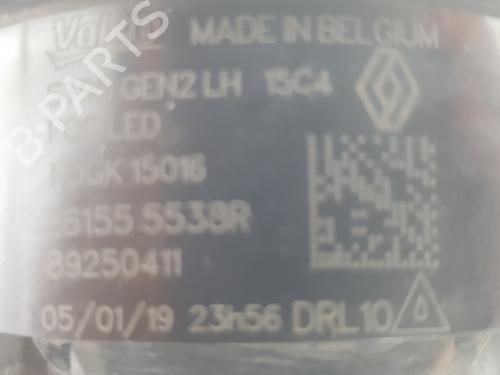 Valeo MADE IN BELGIUM
GEN2 LH 15C4
LED
15016
26155 5538R
89250411
05/01/19 23h56 DRL10
B-PARTS